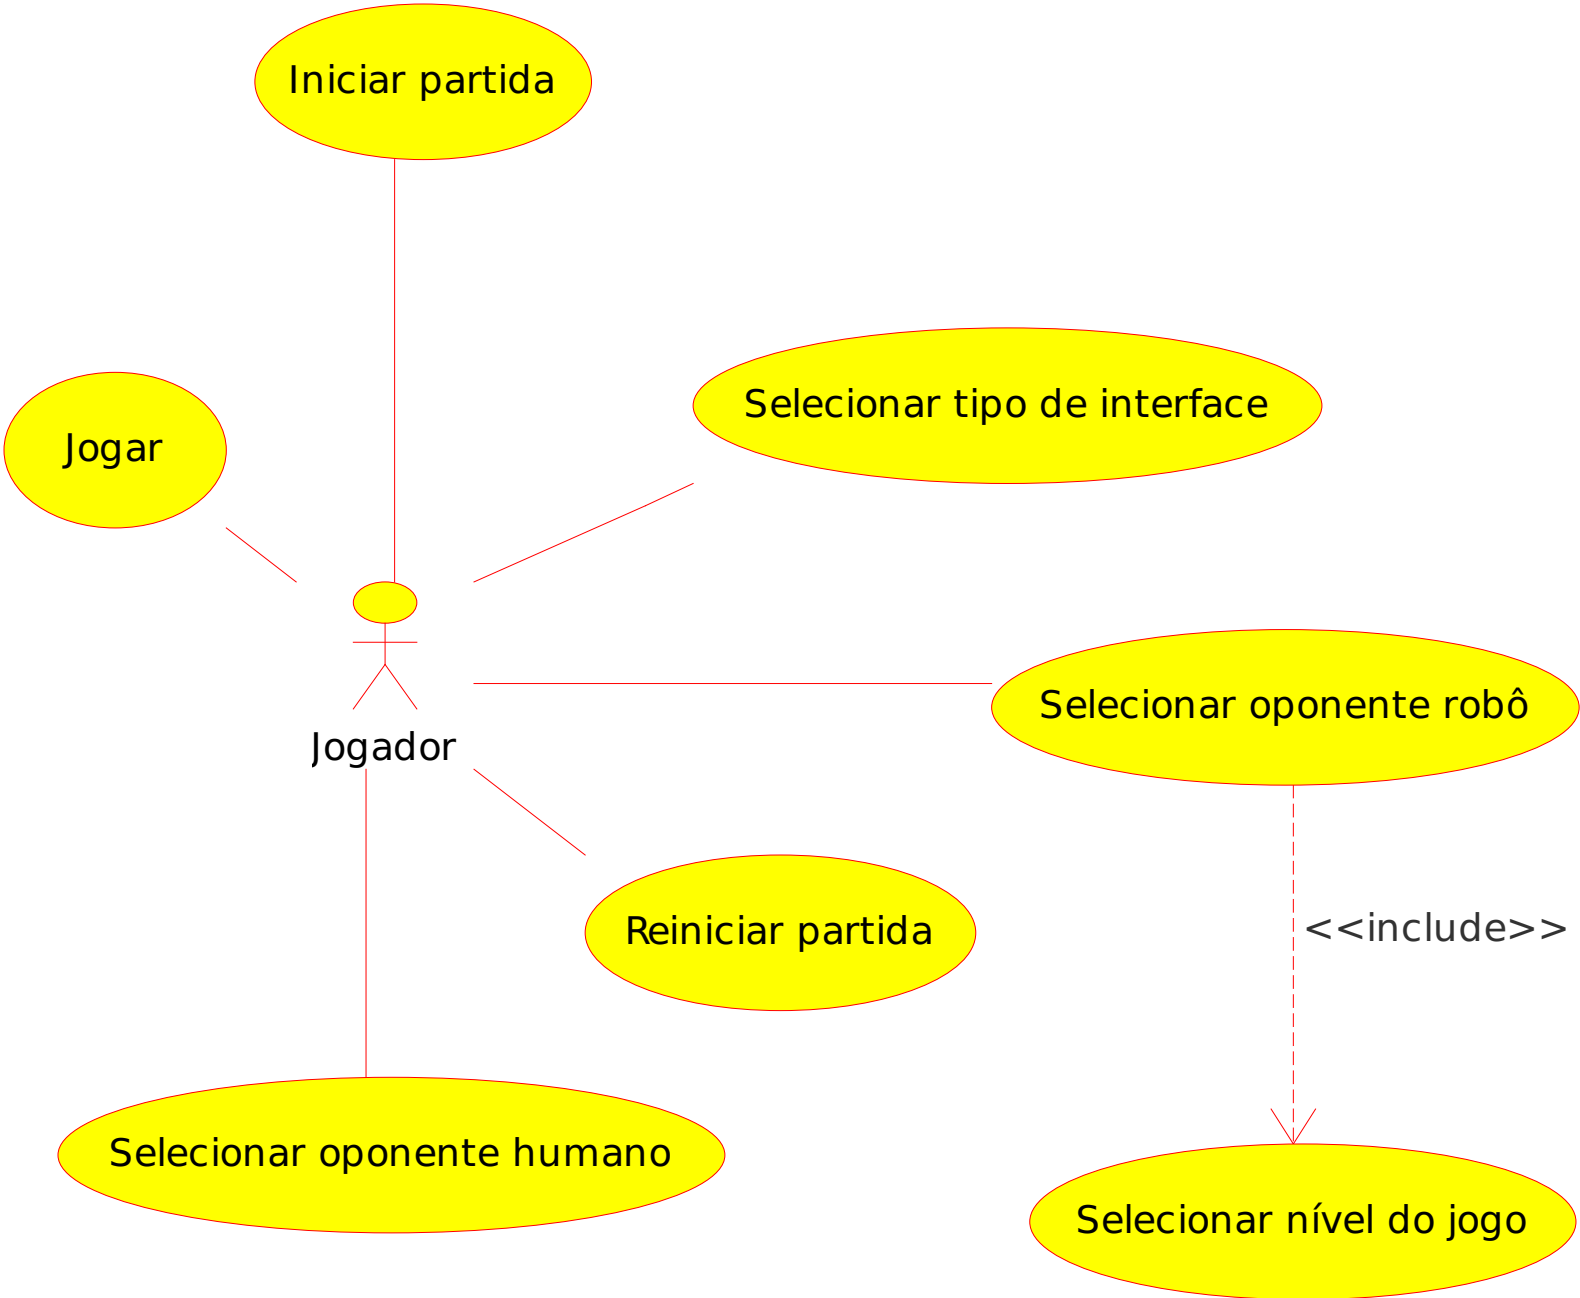 Iniciar partida
Selecionar tipo de interface
Jogar
Selecionar oponente robô
Jogador
Reiniciar partida
<<include>>
Selecionar oponente humano
Selecionar nível do jogo